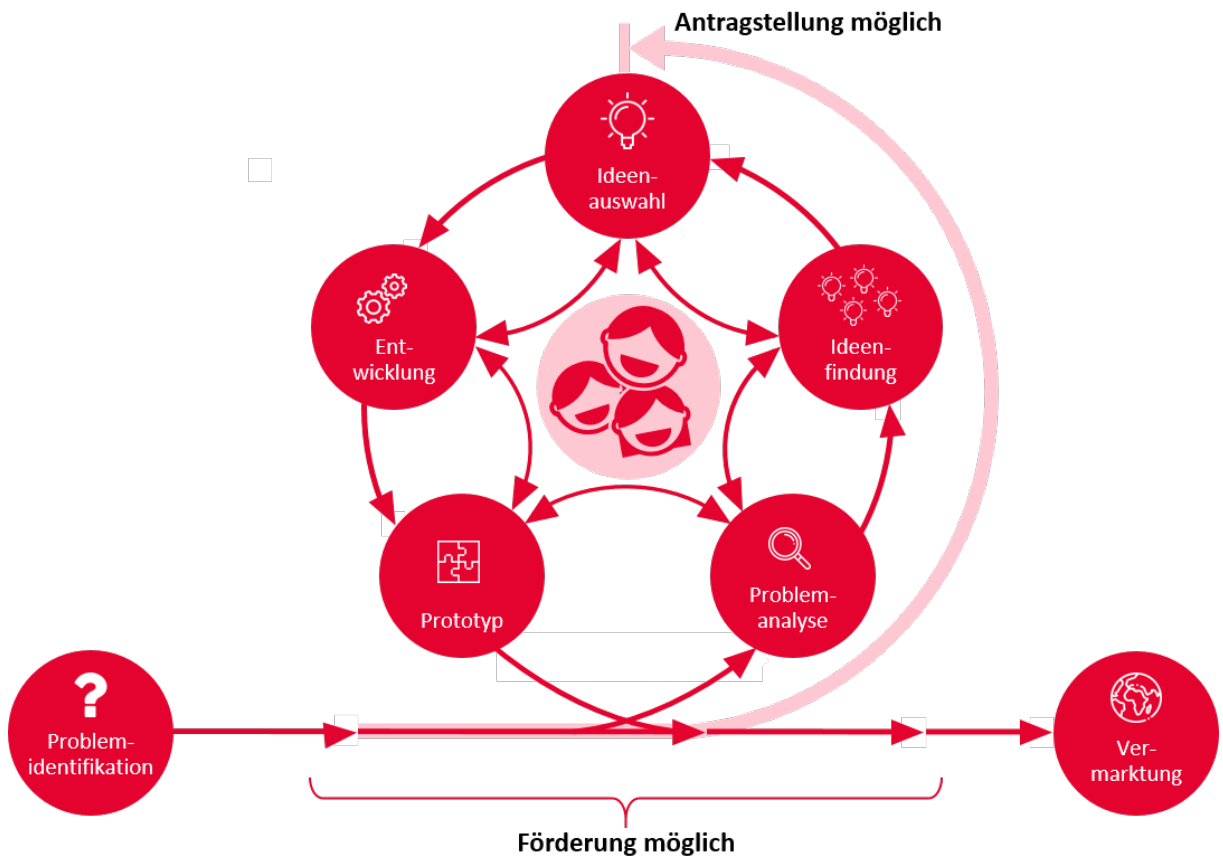 Antragstellung möglich
Ideen-
auswahl
Ent-
wicklung
Ideen-
findung
Prototyp
Problem-
analyse
?
Problem-
identifikation
Ver-
marktung
Förderung möglich